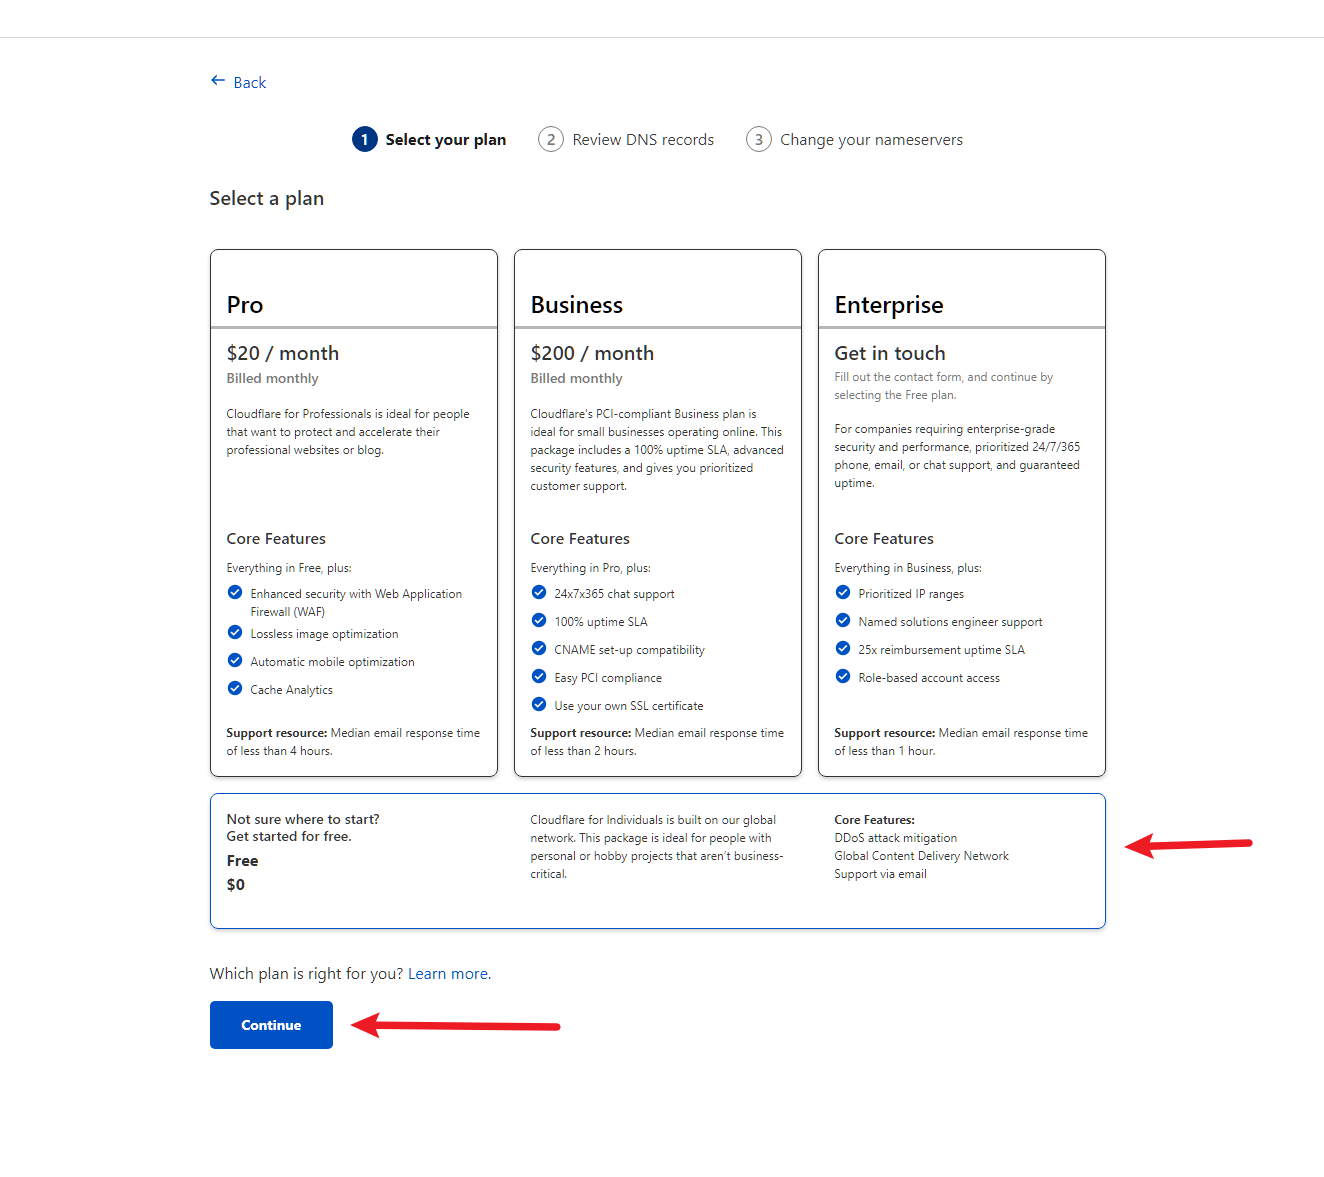 Back
1 Select your plan 2 Review DNS records 3 Change your nameservers
Select a plan
Pro
$20 / month
Billed monthly
Cloudflare for Professionals is ideal for people
that want to protect and accelerate their
professional websites or blog.
Core Features
Everything in Free, plus:
Enhanced security with Web Application
Firewall (WAF)
Lossless image optimization
Automatic mobile optimization
Cache Analytics
Support resource: Median email response time
of less than 4 hours.
Business
$200 / month
Billed monthly
Cloudflare's PCI-compliant Business plan is
ideal for small businesses operating online. This
package includes a 100% uptime SLA, advanced
security features, and gives you prioritized
customer support.
Core Features
Everything in Pro, plus:
24x7x365 chat support
100% uptime SLA
CNAME set-up compatibility
Easy PCI compliance
Use your own SSL certificate
Support resource: Median email response time
of less than 2 hours.
Enterprise
Get in touch
Fill out the contact form, and continue by
selecting the Free plan.
For companies requiring enterprise-grade
security and performance, prioritized 24/7/365
phone, email, or chat support, and guaranteed
uptime.
Core Features
Everything in Business, plus:
Prioritized IP ranges
Named solutions engineer support
25x reimbursement uptime SLA
Role-based account access
Support resource: Median email response time
of less than 1 hour.
Not sure where to start?
Get started for free.
Free
$0
Cloudflare for Individuals is built on our global
network. This package is ideal for people with
personal or hobby projects that aren't business-
critical.
Core Features:
DDoS attack mitigation
Global Content Delivery Network
Support via email
Which plan is right for you? Learn more.
Continue